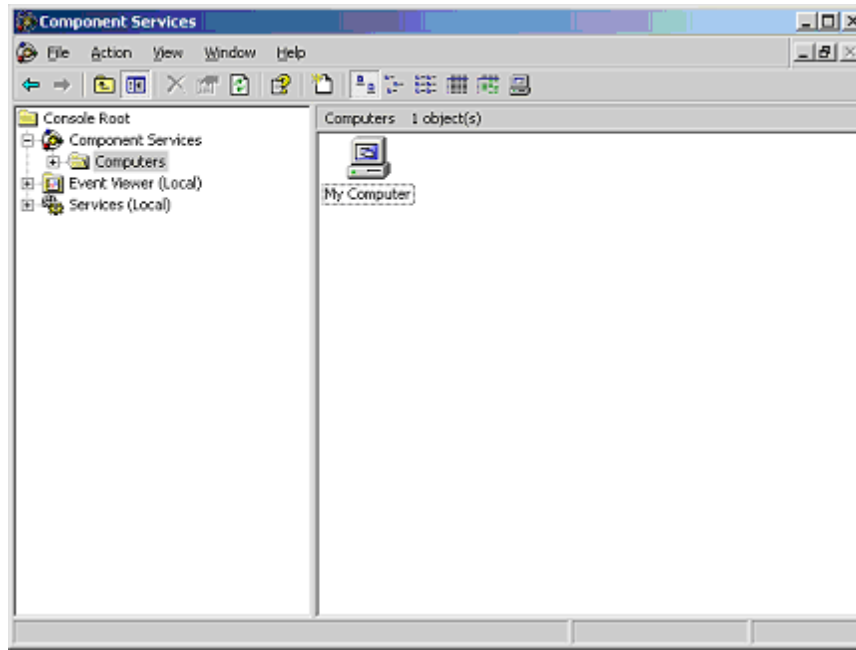 Component Services
File Action View Window Help
Console Root
Component Services
Computers
Event Viewer (Local)
Services (Local)
Computers 1 object(s)
My Computer